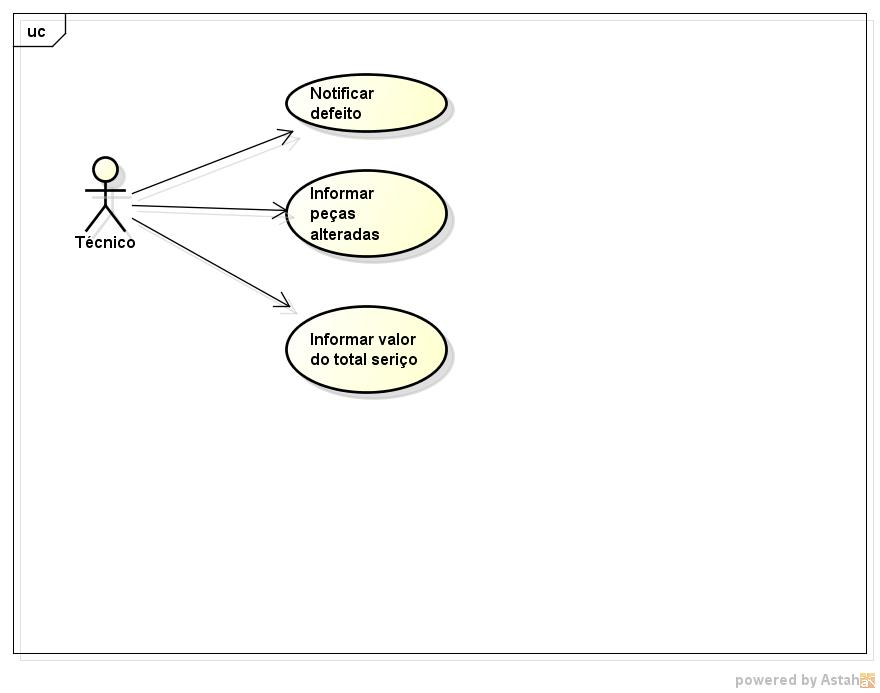 uc
Notificar
defeito
Informar
peças
alteradas
Técnico
Informar valor
do total seriço
powered by Astah